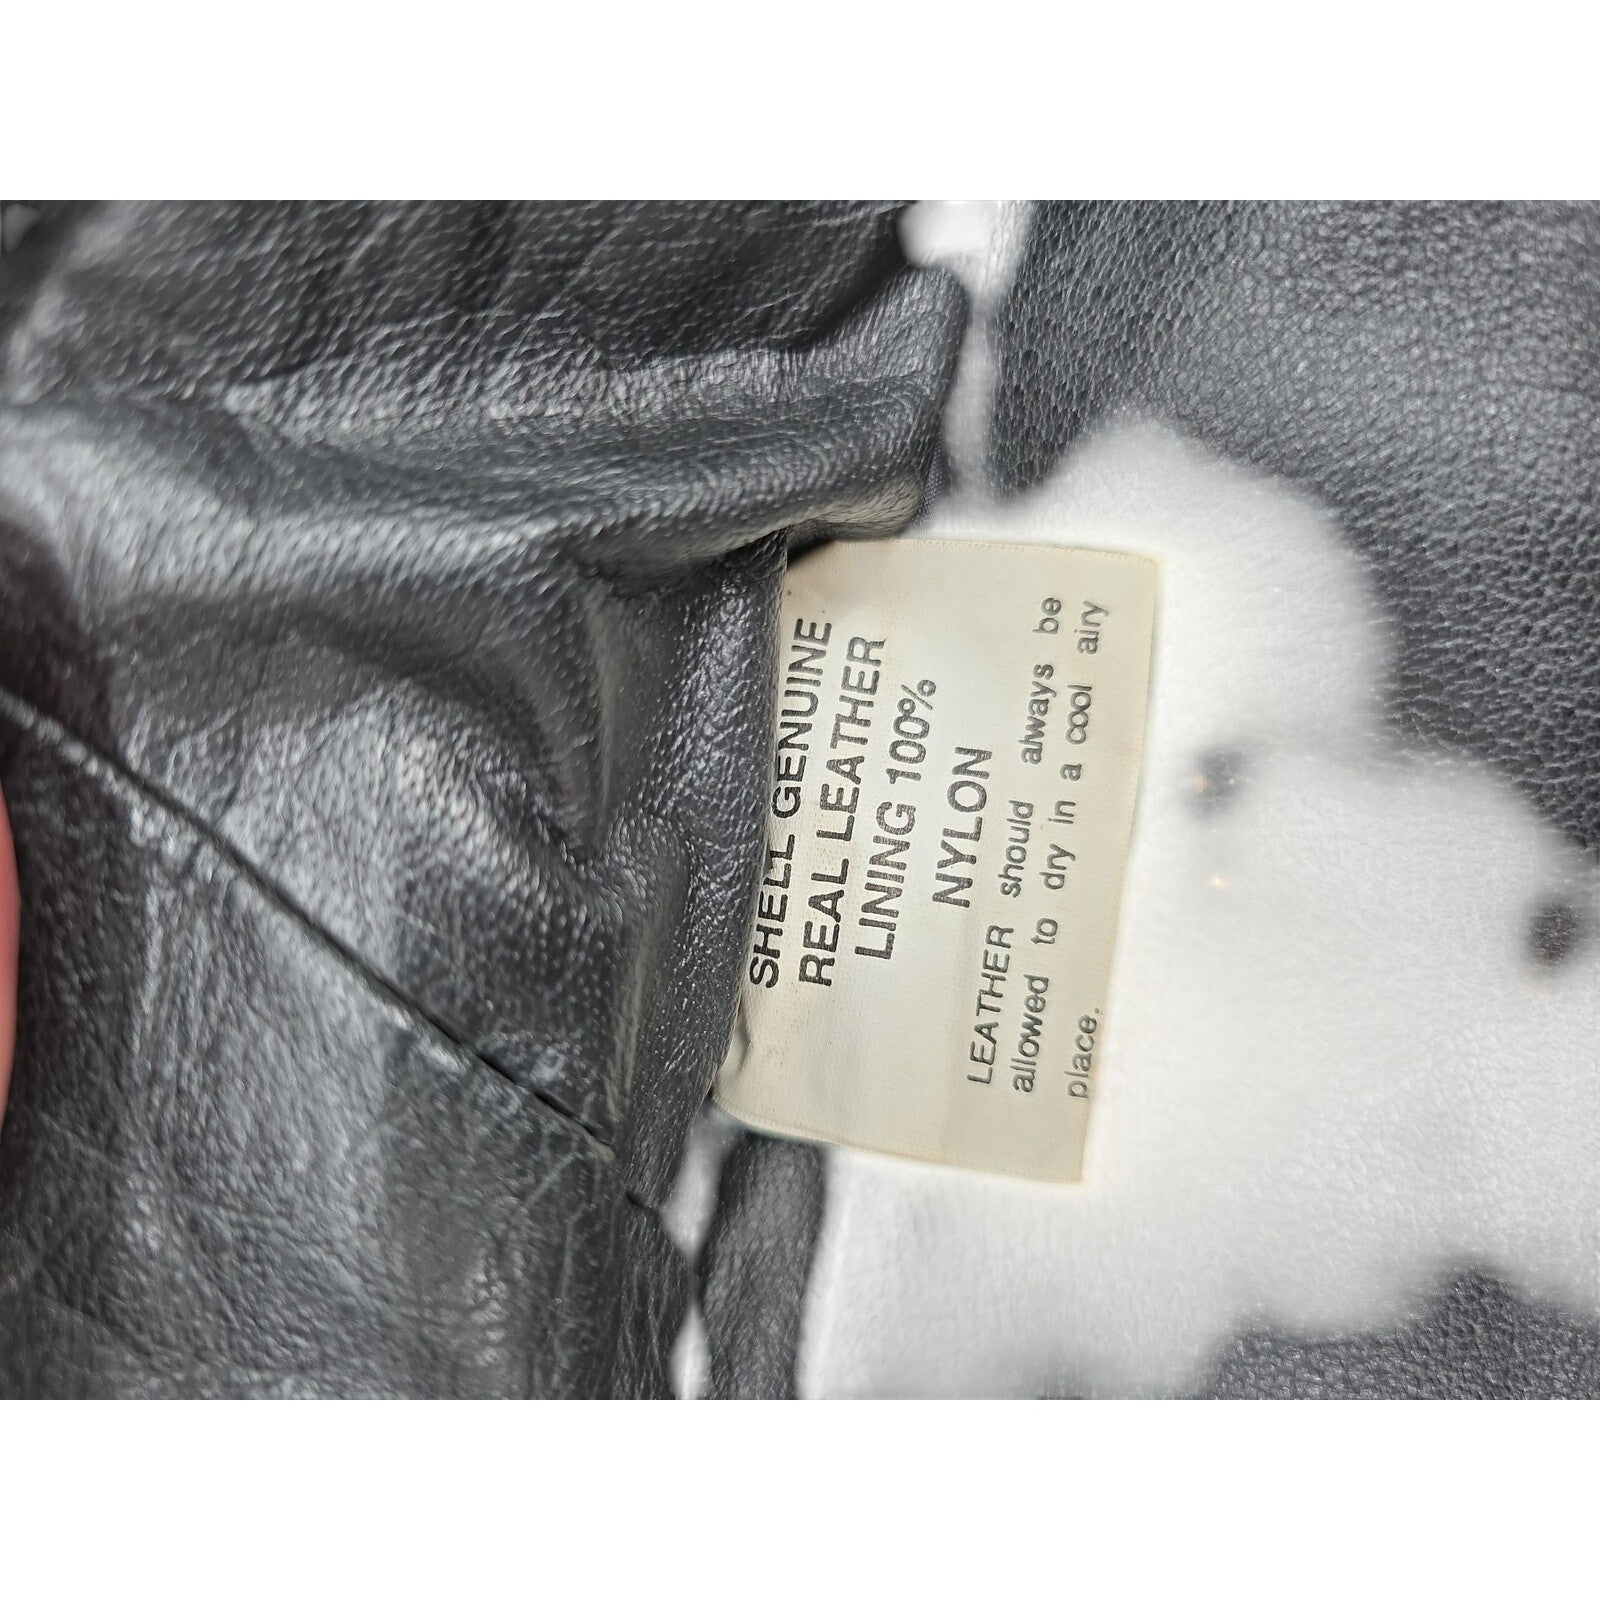 SHELL GENUINE
REAL LEATHER
LINING 100%
NYLON
LEATHER should always be
allowed to dry in a cool airy
place.